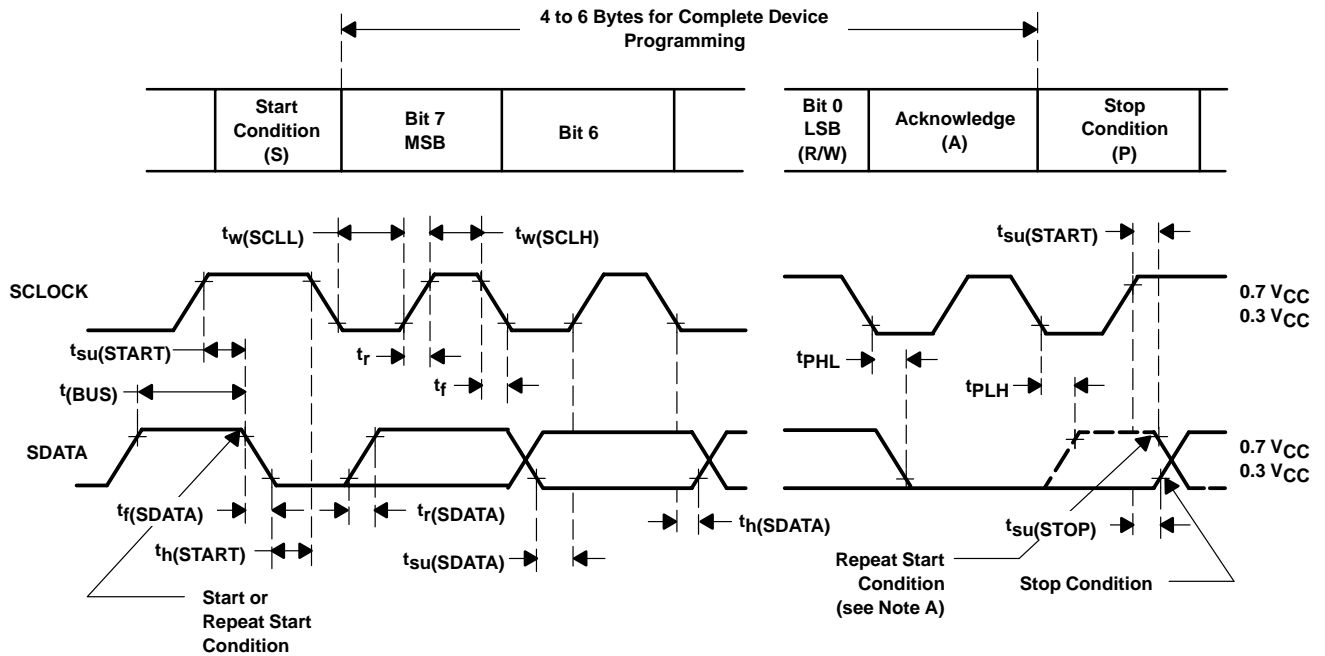 4 to 6 Bytes for Complete Device
Programming
Start
Condition
(S)
Bit 7
MSB
Bit 6
Bit 0
LSB
(R/W)
Acknowledge
(A)
Stop
Condition
(P)
tw(SCLL)
tw(SCLH)
tsu(START)
SCLOCK
0.7 VCC
0.3 VCC
tsu(START)
tr
tPHL
t(BUS)
tf
tPLH
SDATA
0.7 VCC
0.3 VCC
tf(SDATA)
tr(SDATA)
th(SDATA)
tsu(STOP)
th(START)
tsu(SDATA)
Repeat Start
Condition
(see Note A)
Stop Condition
Start or
Repeat Start
Condition